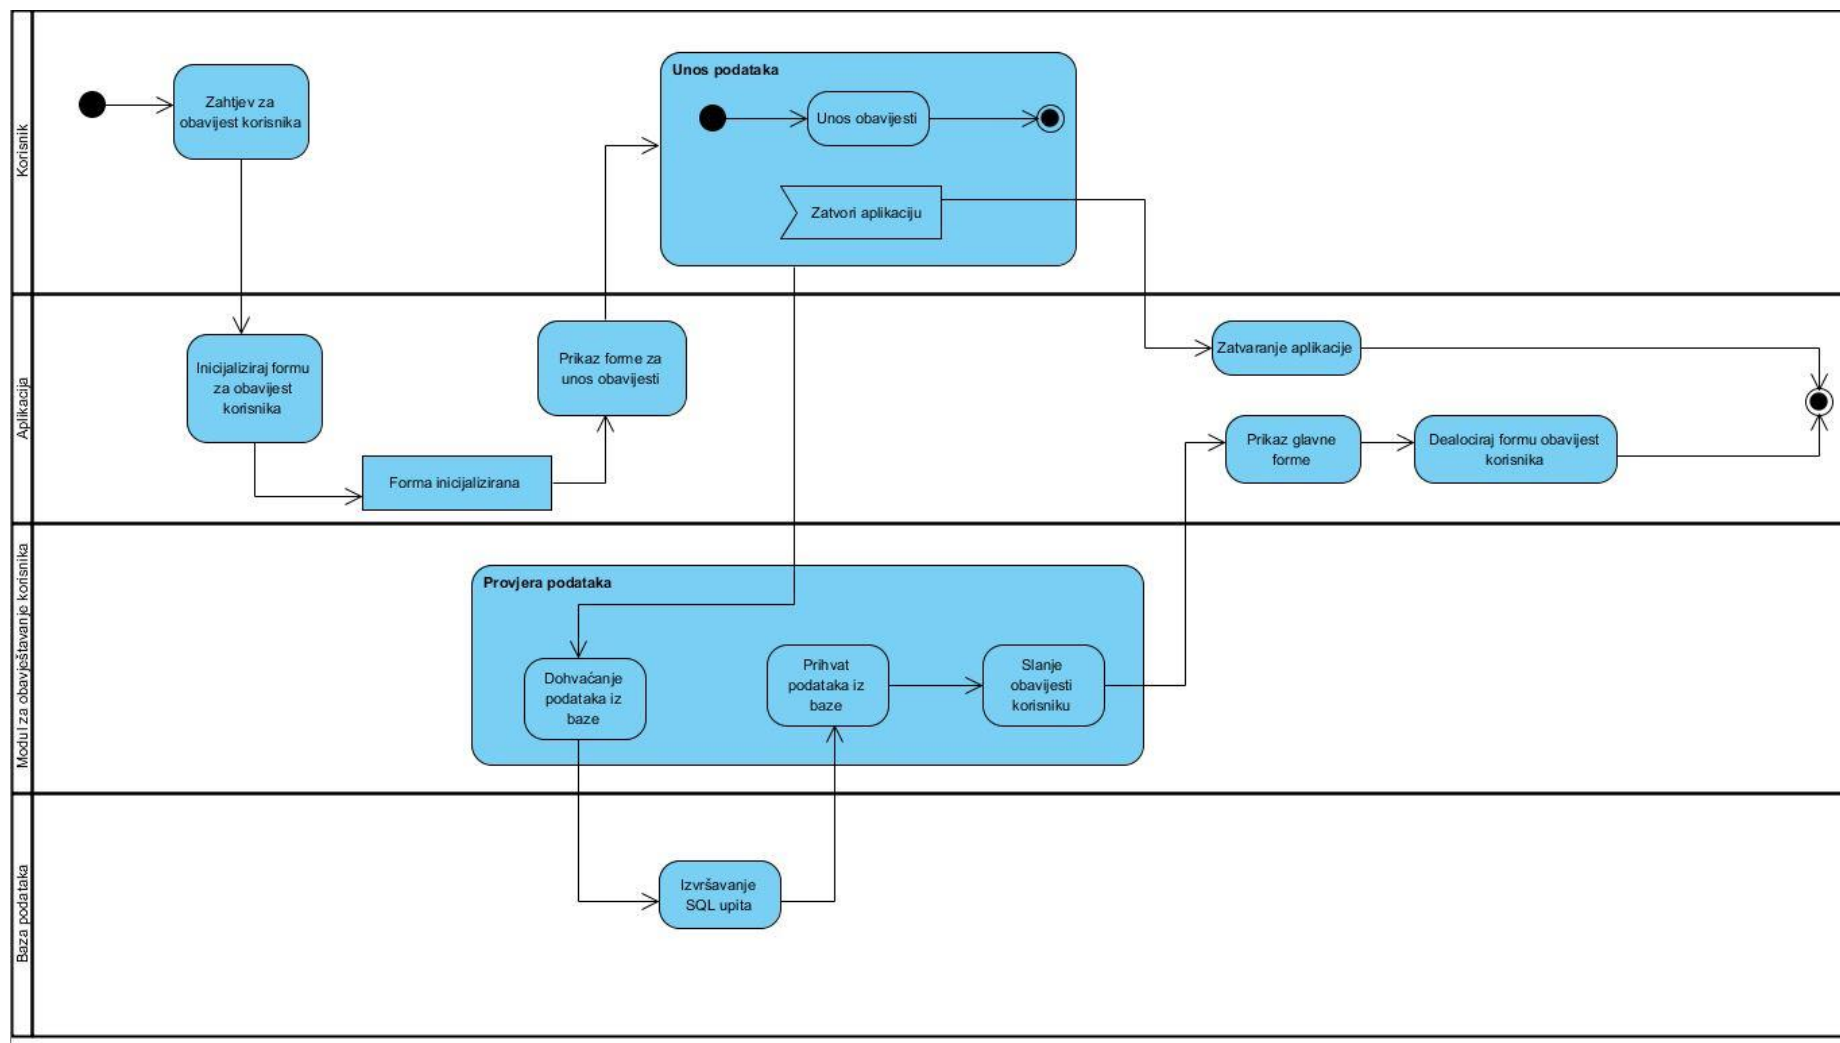 Korisnik
Zahtjev za
obavijest korisnika
Unos podataka
Unos obavijesti
Zatvori aplikaciju
Aplikacija
Inicijaliziraj formu
za obavijest
korisnika
Forma inicijalizirana
Prikaz forme za
unos obavijesti
Zatvaranje aplikacije
Prikaz glavne
forme
Dealociraj formu obavijest
korisnika
Modul za obavještavanje korisnika
Provjera podataka
Dohvaćanje
podataka iz
baze
Prihvat
podataka iz
baze
Slanje
obavijesti
korisniku
Baza podataka
Izvršavanje
SQL upita